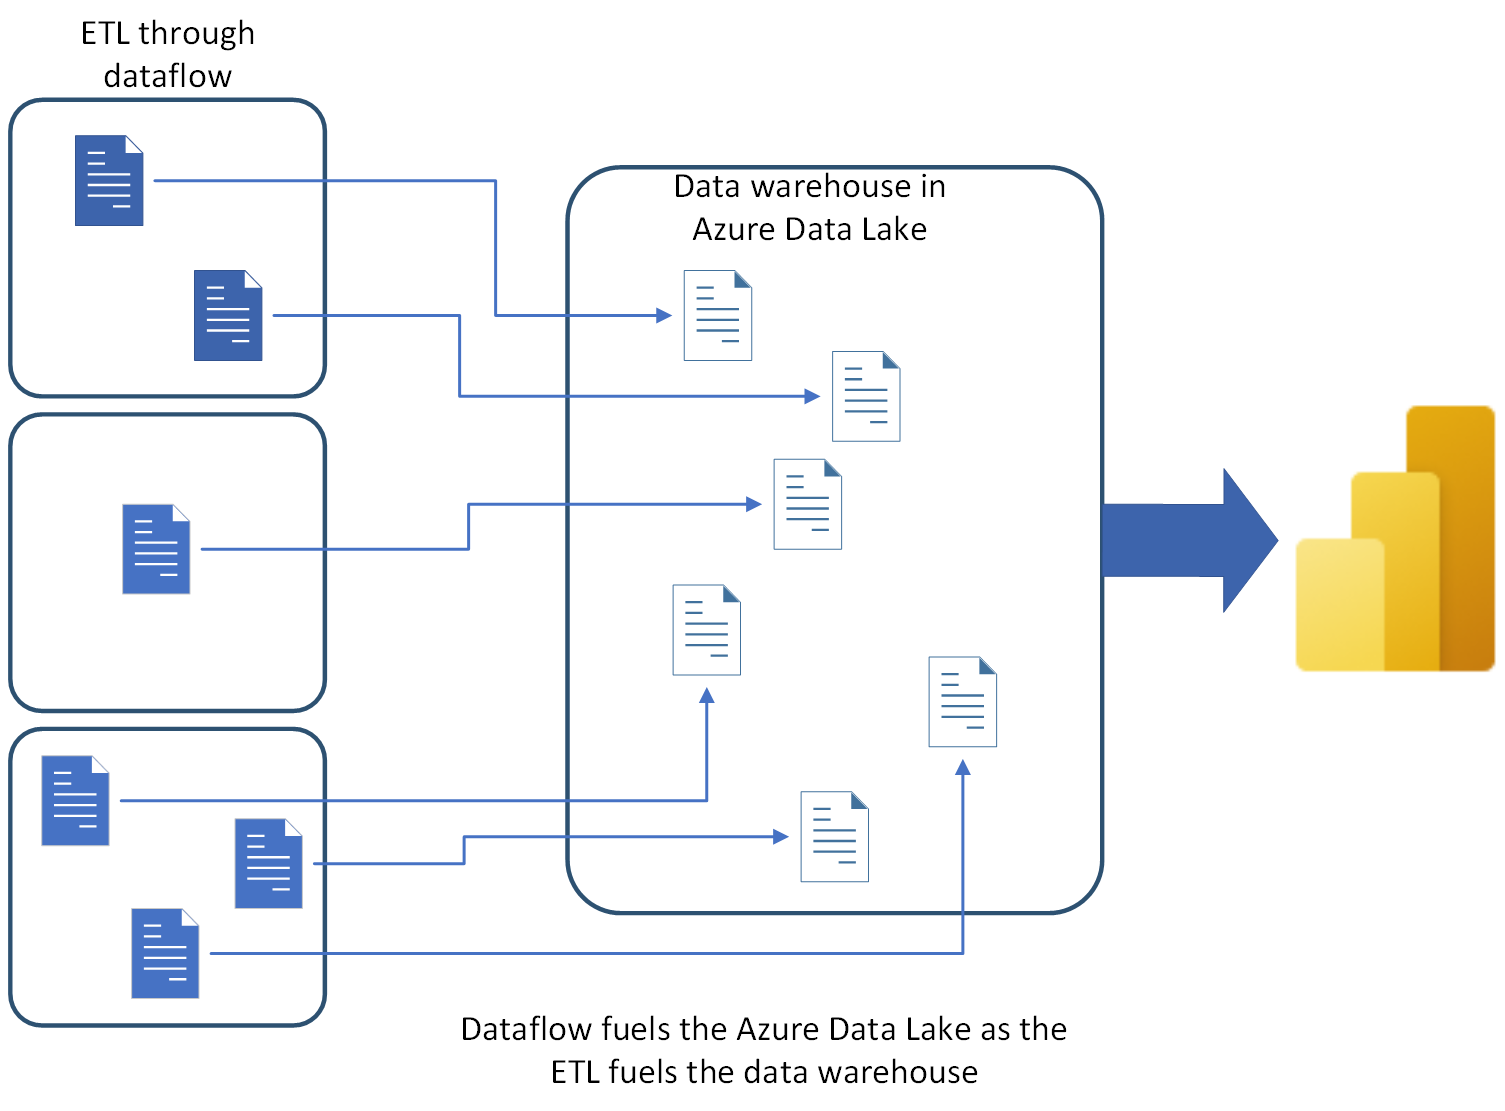 ETL through
dataflow
Data warehouse in
Azure Data Lake
Dataflow fuels the Azure Data Lake as the
ETL fuels the data warehouse